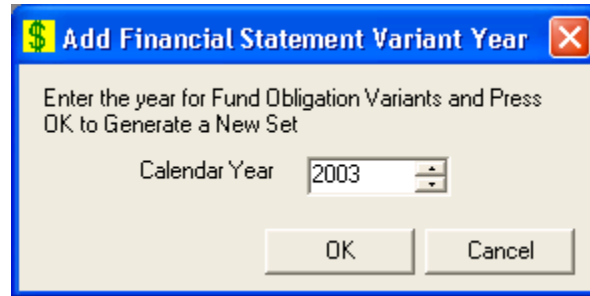 $ Add Financial Statement Variant Year
Enter the year for Fund Obligation Variants and Press
OK to Generate a New Set
Calendar Year 2003
OK Cancel